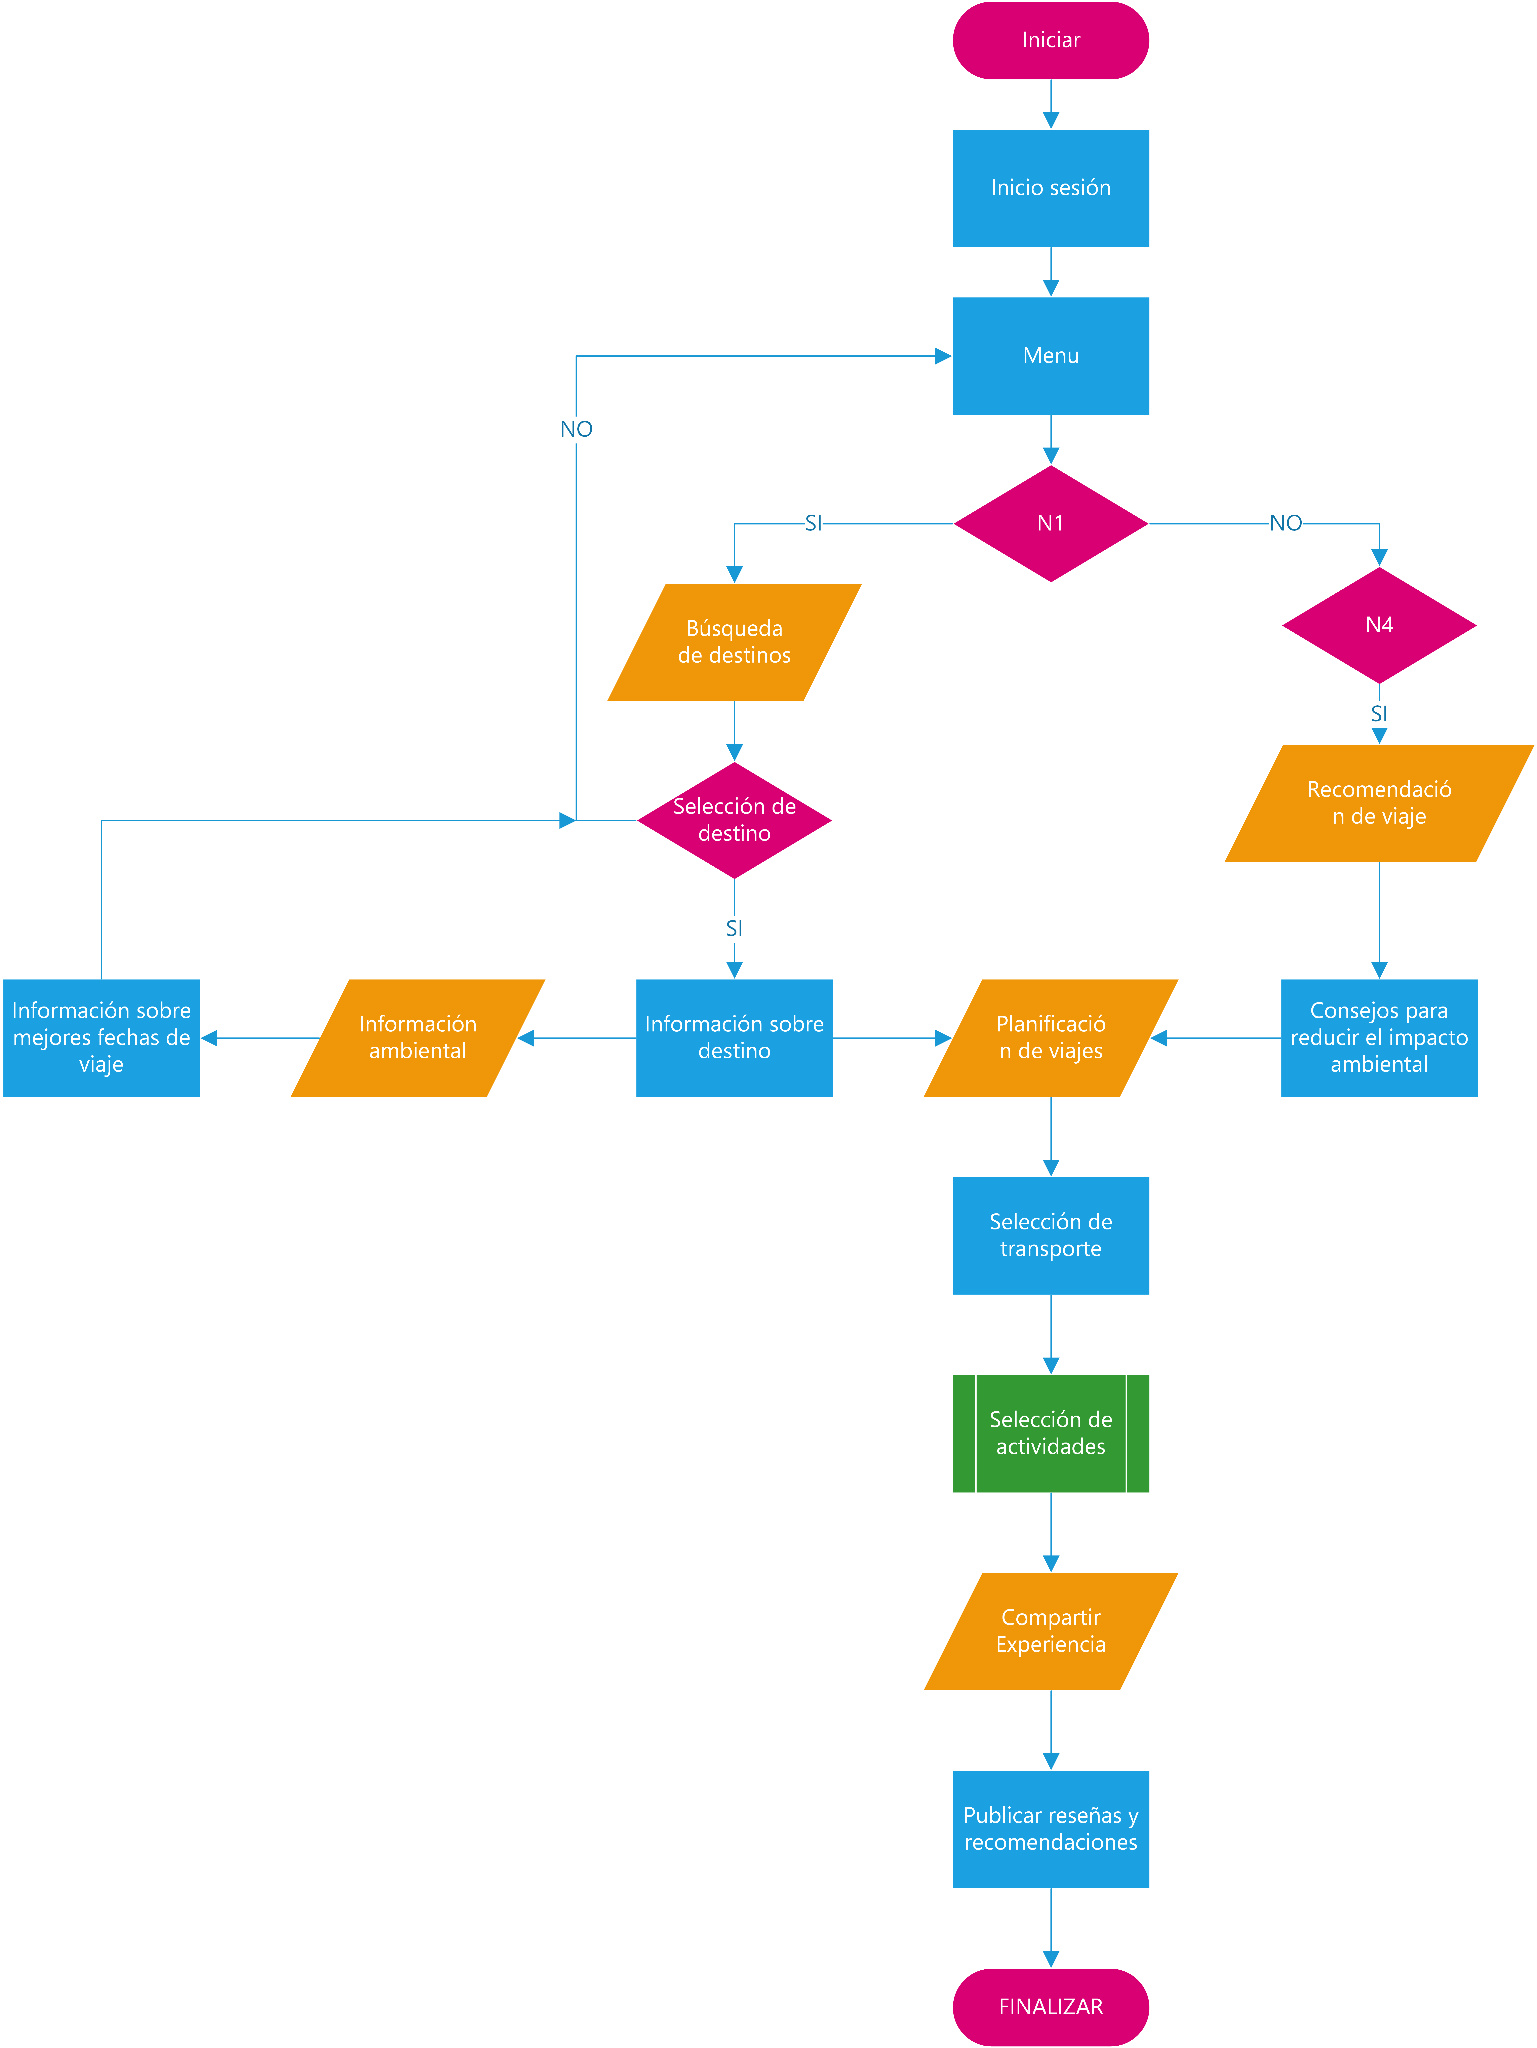 Iniciar
Inicio sesión
Menu
NO
N1
SI
NO
N4
Búsqueda
de destinos
SI
Recomendació
n de viaje
Selección de
destino
SI
Información sobre
mejores fechas de
viaje
Información
ambiental
Información sobre
destino
Planificació
n de viajes
Consejos para
reducir el impacto
ambiental
Selección de
transporte
Selección de
actividades
Compartir
Experiencia
Publicar reseñas y
recomendaciones
FINALIZAR